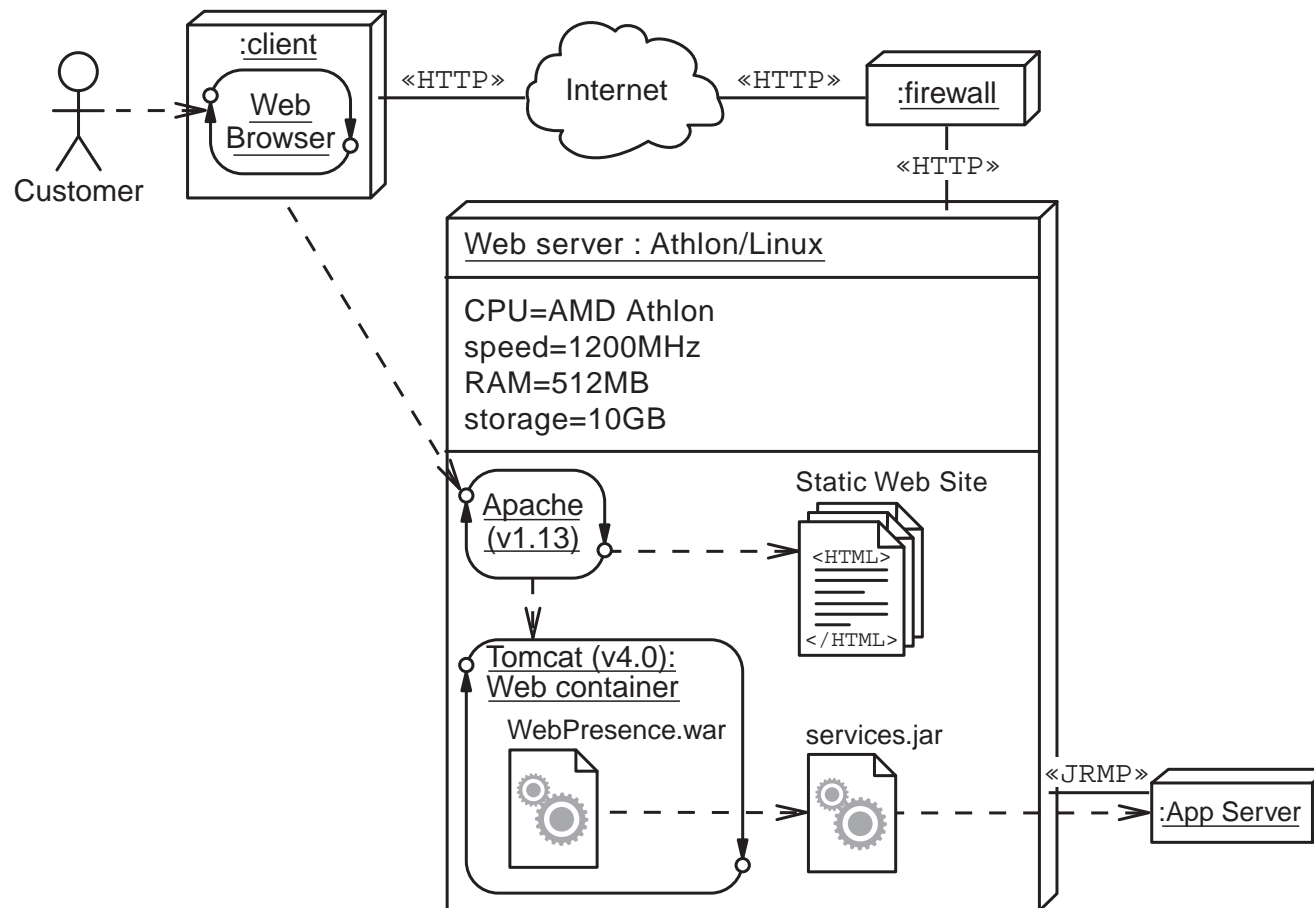 :client
Web
Browser
Customer
«HTTP»
Internet
«HTTP»
:firewall
«HTTP»
Web server : Athlon/Linux
CPU=AMD Athlon
speed=1200MHz
RAM=512MB
storage=10GB
Apache
(v1.13)
Static Web Site
<HTML>
</HTML>
Tomcat (v4.0):
Web container
WebPresence.war
services.jar
«JRMP»
:App Server